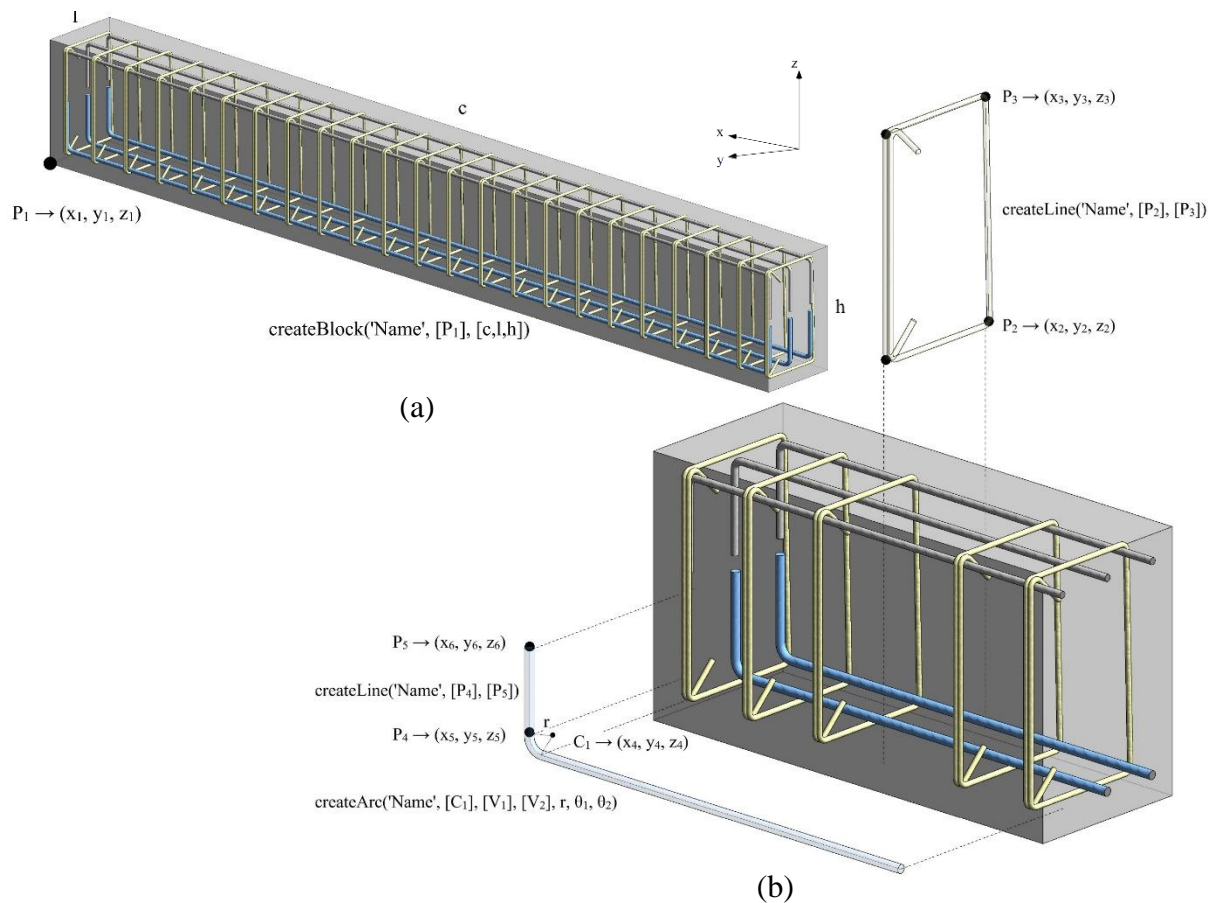 l
c
z
x
y
P₁ → (x₁, y₁, z₁)
createBlock('Name', [P₁], [c,l,h])
h
(a)
P₃ → (x₃, y₃, z₃)
createLine('Name', [P₂], [P₃])
P₂ → (x₂, y₂, z₂)
P₅ → (x₆, y₆, z₆)
createLine('Name', [P₄], [P₅])
P₄ → (x₅, y₅, z₅)
r
C₁ → (x₄, y₄, z₄)
createArc('Name', [C₁], [V₁], [V₂], r, θ₁, θ₂)
(b)